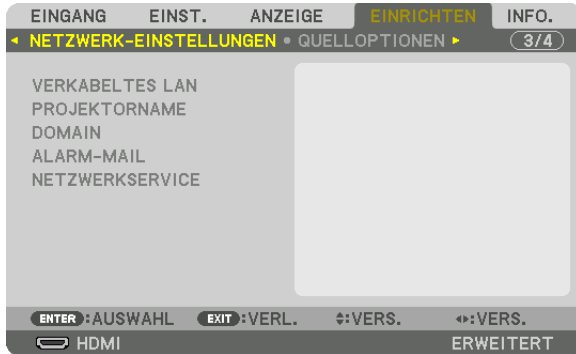 EINGANG EINST. ANZEIGE EINRICHTEN INFO.
◂ NETZWERK-EINSTELLUNGEN • QUELLOPTIONEN ▸ 3/4
VERKABELTES LAN
PROJEKTORNAME
DOMAIN
ALARM-MAIL
NETZWERKSERVICE
ENTER :AUSWAHL EXIT :VERL. ♦:VERS. ◂▸:VERS.
HDMI ERWEITERT